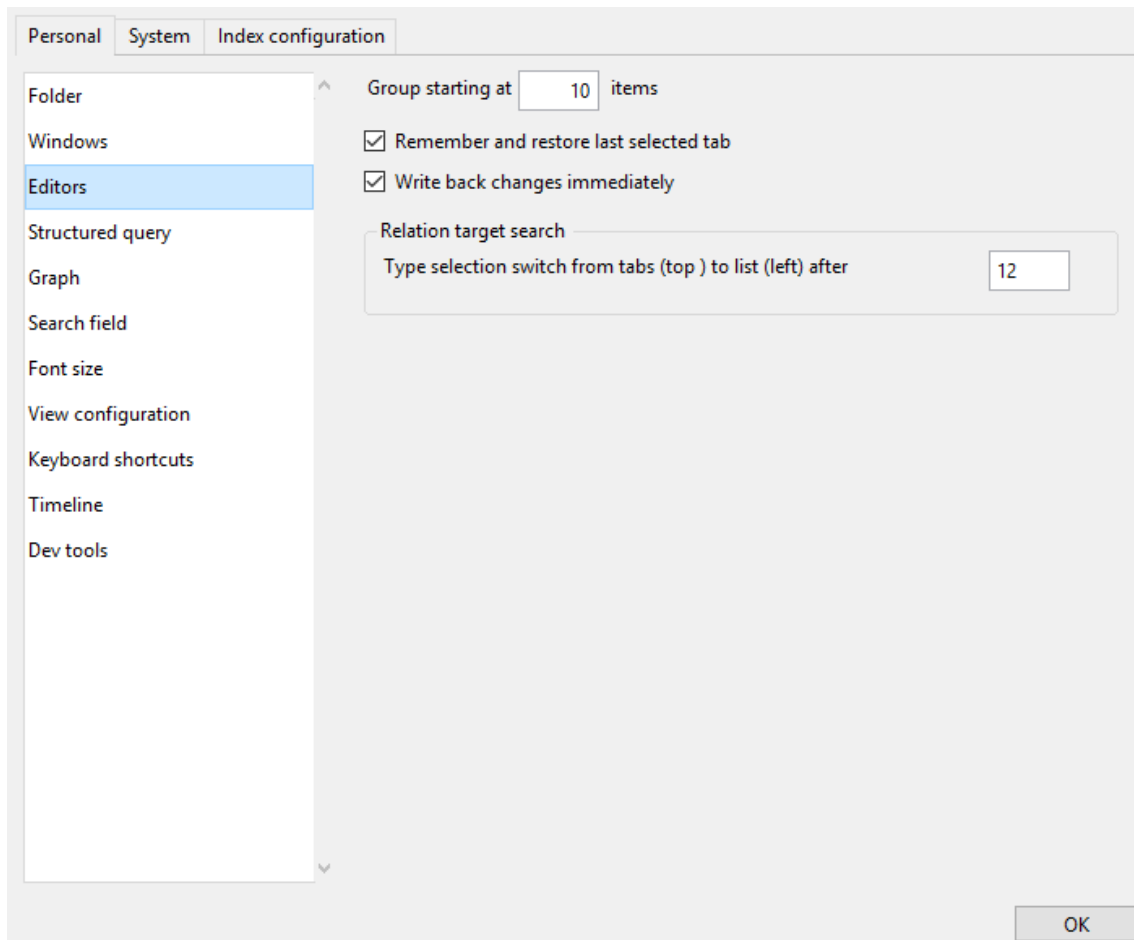 Personal System Index configuration
Folder
Windows
Editors
Structured query
Graph
Search field
Font size
View configuration
Keyboard shortcuts
Timeline
Dev tools
Group starting at 10 items
Remember and restore last selected tab
Write back changes immediately
Relation target search
Type selection switch from tabs (top ) to list (left) after 12
OK